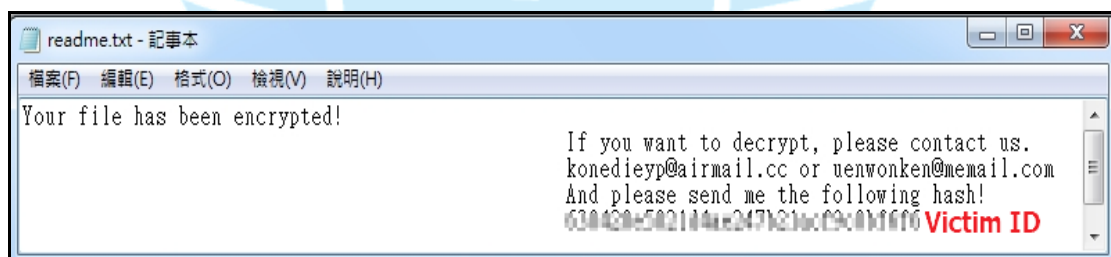 readme.txt - 記事本
檔案(F) 編輯(E) 格式(O) 檢視(V) 說明(H)
Your file has been encrypted!
If you want to decrypt, please contact us.
konedieyp@airmail.cc or uenwonken@memail.com
And please send me the following hash!
Victim ID